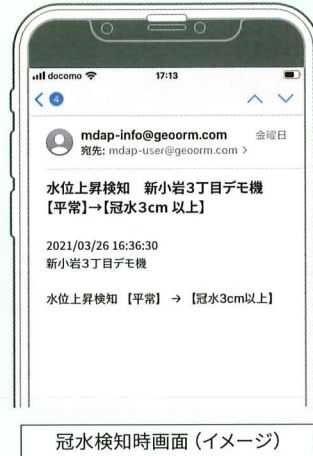 docomo 17:13
4
mdap-info@geoorm.com 金曜日
宛先: mdap-user@geoorm.com >
水位上昇検知 新小岩3丁目デモ機
【平常】→【冠水3cm 以上】
2021/03/26 16:36:30
新小岩3丁目デモ機
水位上昇検知 【平常】 → 【冠水3cm以上】
冠水検知時画面（イメージ）